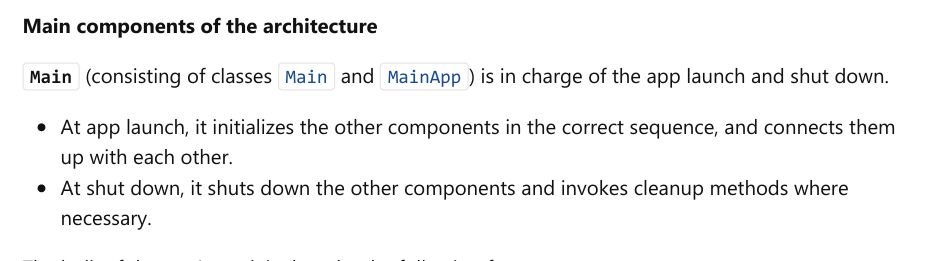 Main components of the architecture
Main (consisting of classes Main and MainApp) is in charge of the app launch and shut down.
• At app launch, it initializes the other components in the correct sequence, and connects them
up with each other.
• At shut down, it shuts down the other components and invokes cleanup methods where
necessary.